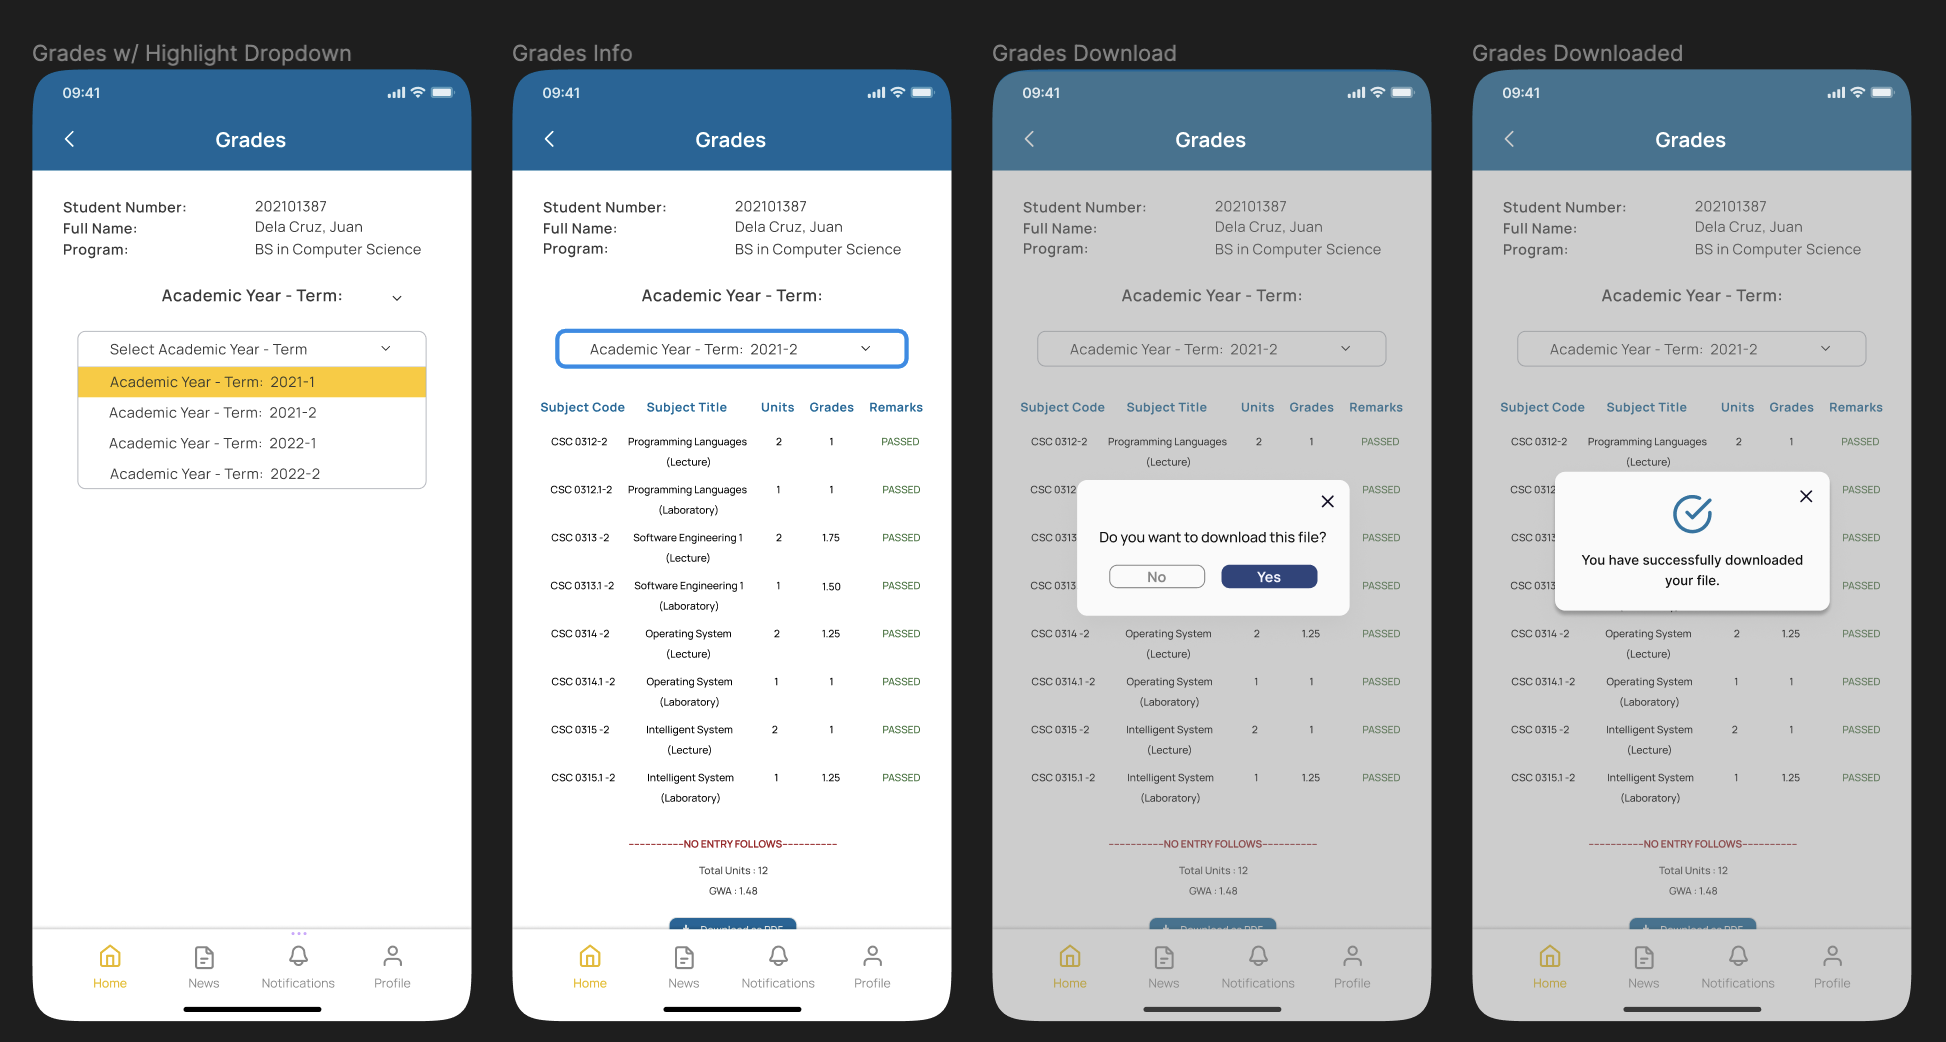 Grades w/ Highlight Dropdown
09:41
Grades
Student Number: 202101387
Full Name: Dela Cruz, Juan
Program: BS in Computer Science
Academic Year - Term:
Select Academic Year - Term
Academic Year - Term: 2021-1
Academic Year - Term: 2021-2
Academic Year - Term: 2022-1
Academic Year - Term: 2022-2
Home News Notifications Profile
Grades Info
09:41
Grades
Student Number: 202101387
Full Name: Dela Cruz, Juan
Program: BS in Computer Science
Academic Year - Term:
Academic Year - Term: 2021-2
Subject Code Subject Title Units Grades Remarks
CSC 0312-2 Programming Languages 2 1 PASSED
(Lecture)
CSC 0312.1-2 Programming Languages 1 1 PASSED
(Laboratory)
CSC 0313 -2 Software Engineering 1 2 1.75 PASSED
(Lecture)
CSC 0313.1 -2 Software Engineering 1 1 1.50 PASSED
(Laboratory)
CSC 0314 -2 Operating System 2 1.25 PASSED
(Lecture)
CSC 0314.1 -2 Operating System 1 1 PASSED
(Laboratory)
CSC 0315 -2 Intelligent System 2 1 PASSED
(Lecture)
CSC 0315.1 -2 Intelligent System 1 1.25 PASSED
(Laboratory)
----------NO ENTRY FOLLOWS----------
Total Units : 12
GWA : 1.48
Download as PDF
Home News Notifications Profile
Grades Download
09:41
Grades
Student Number: 202101387
Full Name: Dela Cruz, Juan
Program: BS in Computer Science
Academic Year - Term:
Academic Year - Term: 2021-2
Subject Code Subject Title Units Grades Remarks
CSC 0312-2 Programming Languages 2 1 PASSED
(Lecture)
CSC 0312 PASSED
CSC 0313 PASSED
CSC 0313 PASSED
Do you want to download this file?
No Yes
CSC 0314 -2 Operating System 2 1.25 PASSED
(Lecture)
CSC 0314.1 -2 Operating System 1 1 PASSED
(Laboratory)
CSC 0315 -2 Intelligent System 2 1 PASSED
(Lecture)
CSC 0315.1 -2 Intelligent System 1 1.25 PASSED
(Laboratory)
----------NO ENTRY FOLLOWS----------
Total Units : 12
GWA : 1.48
Download as PDF
Home News Notifications Profile
Grades Downloaded
09:41
Grades
Student Number: 202101387
Full Name: Dela Cruz, Juan
Program: BS in Computer Science
Academic Year - Term:
Academic Year - Term: 2021-2
Subject Code Subject Title Units Grades Remarks
CSC 0312-2 Programming Languages 2 1 PASSED
(Lecture)
CSC 0312 PASSED
CSC 0313 PASSED
CSC 0313 PASSED
You have successfully downloaded
your file.
CSC 0314 -2 Operating System 2 1.25 PASSED
(Lecture)
CSC 0314.1 -2 Operating System 1 1 PASSED
(Laboratory)
CSC 0315 -2 Intelligent System 2 1 PASSED
(Lecture)
CSC 0315.1 -2 Intelligent System 1 1.25 PASSED
(Laboratory)
----------NO ENTRY FOLLOWS----------
Total Units : 12
GWA : 1.48
Download as PDF
Home News Notifications Profile